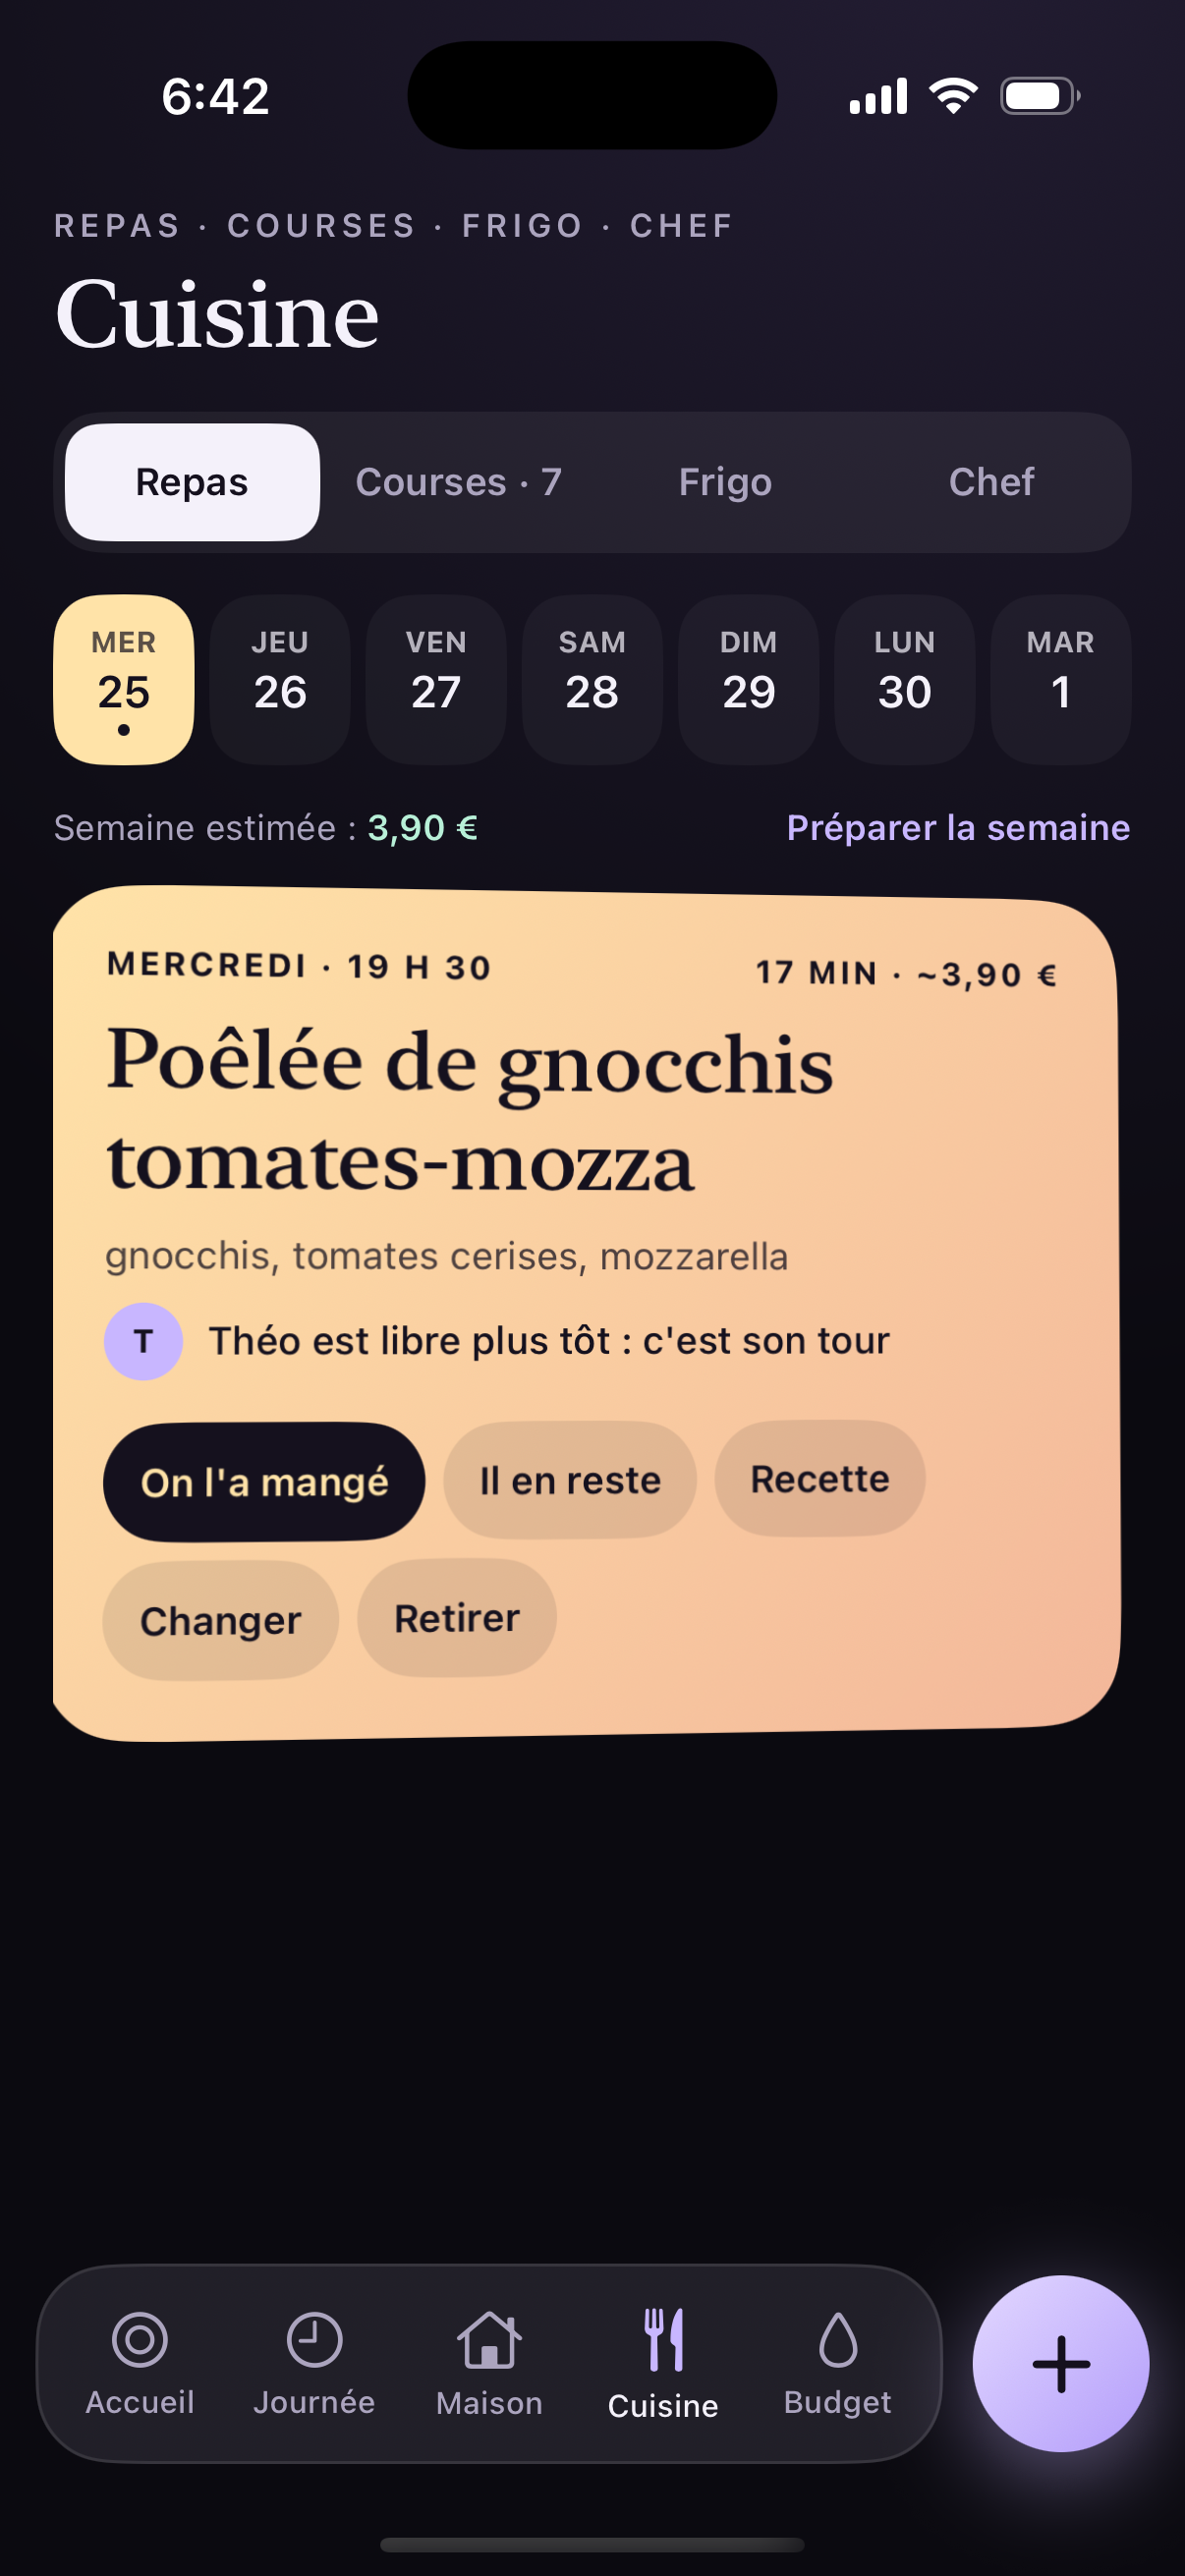 6:42
REPAS · COURSES · FRIGO · CHEF
Cuisine
Repas Courses · 7 Frigo Chef
MER JEU VEN SAM DIM LUN MAR
25 26 27 28 29 30 1
Semaine estimée : 3,90 € Préparer la semaine
MERCREDI · 19 H 30 17 MIN · ~3,90 €
Poêlée de gnocchis
tomates-mozza
gnocchis, tomates cerises, mozzarella
T Théo est libre plus tôt : c'est son tour
On l'a mangé Il en reste Recette
Changer Retirer
Accueil Journée Maison Cuisine Budget